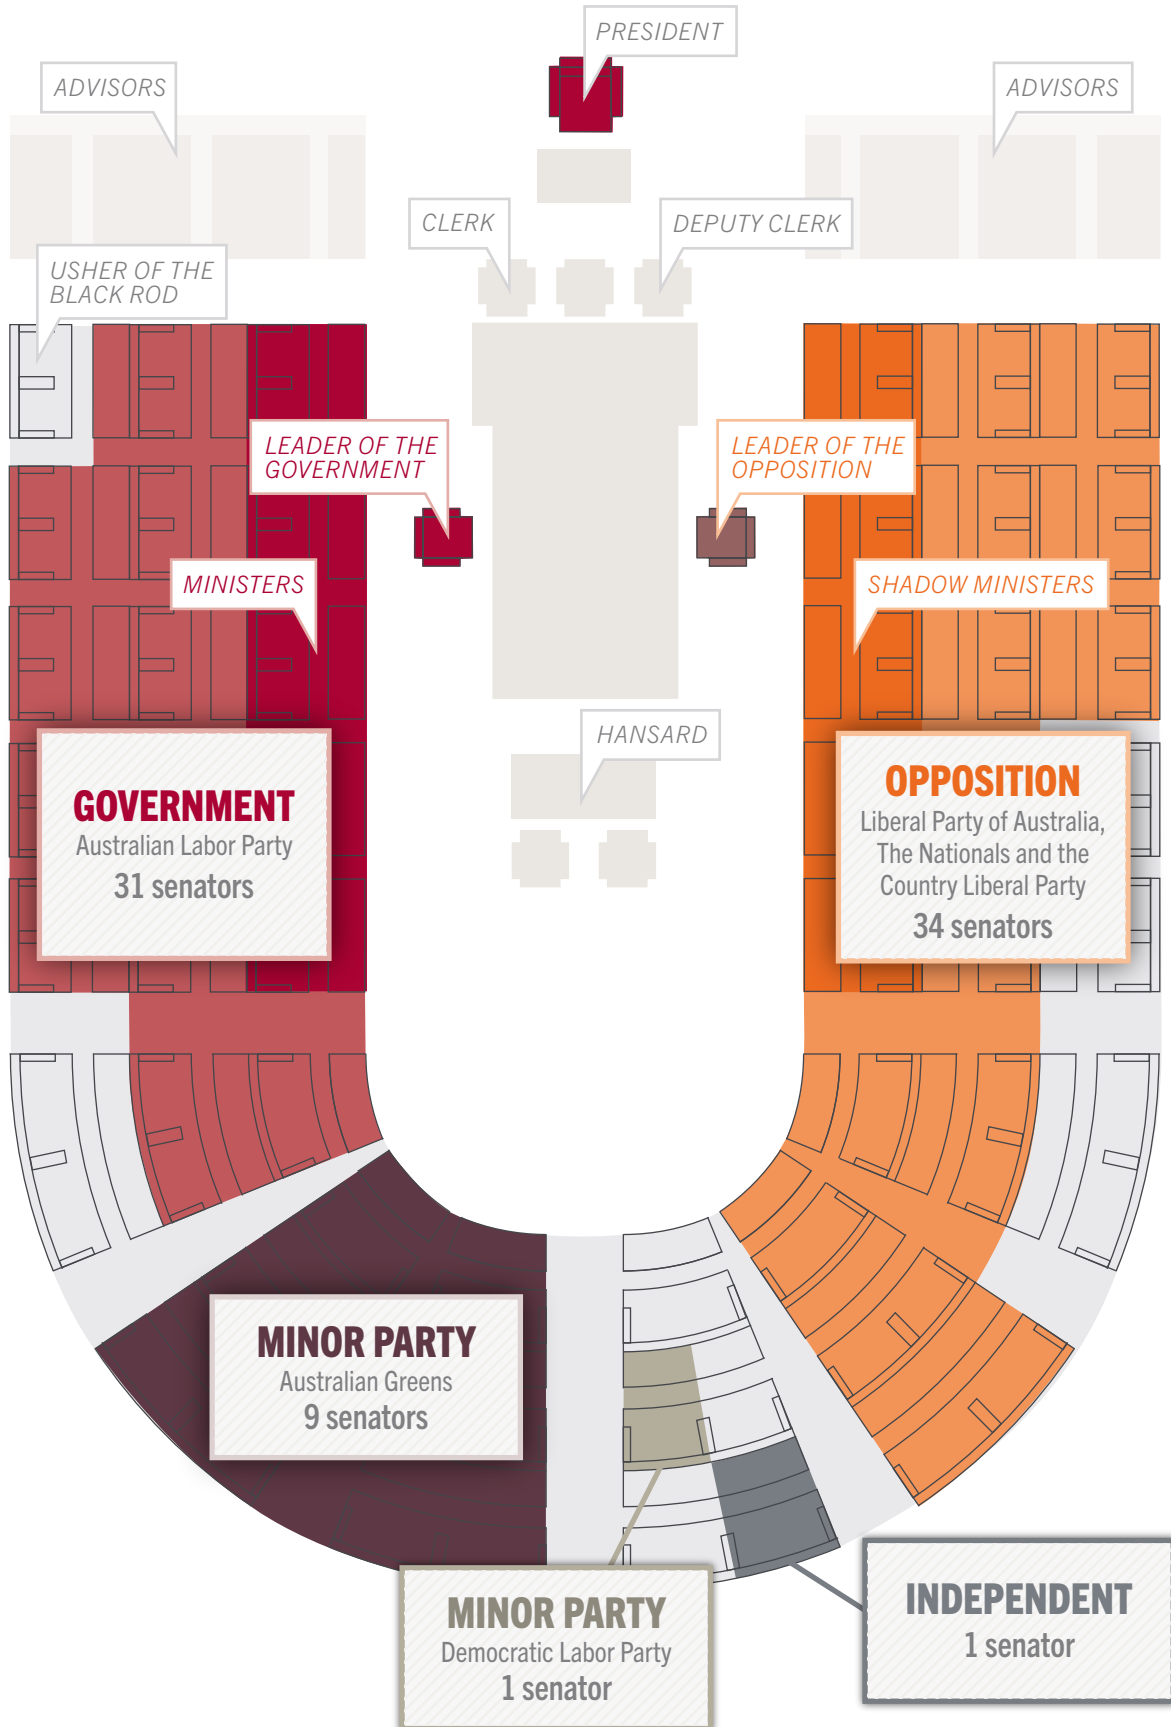 PRESIDENT
ADVISORS
ADVISORS
CLERK
DEPUTY CLERK
USHER OF THE
BLACK ROD
LEADER OF THE
GOVERNMENT
LEADER OF THE
OPPOSITION
MINISTERS
SHADOW MINISTERS
HANSARD
GOVERNMENT
Australian Labor Party
31 senators
OPPOSITION
Liberal Party of Australia,
The Nationals and the
Country Liberal Party
34 senators
MINOR PARTY
Australian Greens
9 senators
MINOR PARTY
Democratic Labor Party
1 senator
INDEPENDENT
1 senator